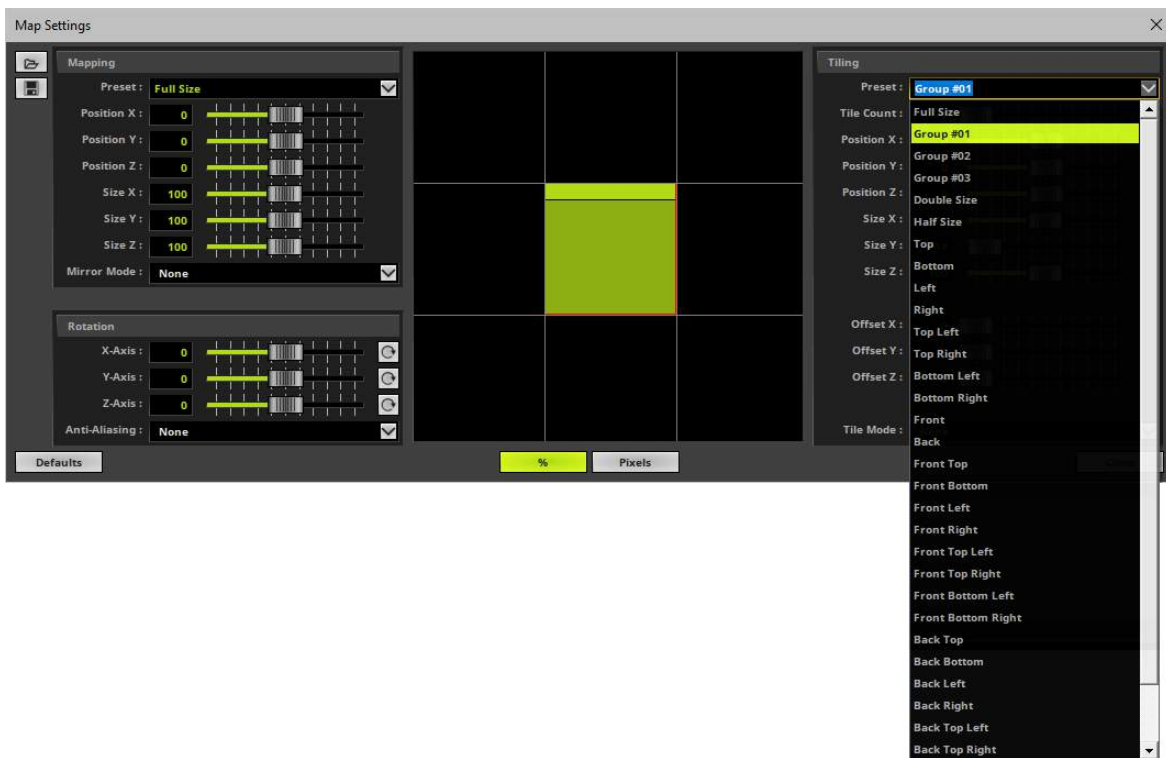 Map Settings
Mapping
Preset : Full Size
Position X : 0
Position Y : 0
Position Z : 0
Size X : 100
Size Y : 100
Size Z : 100
Mirror Mode : None
Rotation
X-Axis : 0
Y-Axis : 0
Z-Axis : 0
Anti-Aliasing : None
Defaults
% Pixels
Tiling
Preset : Group #01
Tile Count :
Position X :
Position Y :
Position Z :
Size X :
Size Y :
Size Z :
Offset X :
Offset Y :
Offset Z :
Tile Mode :
Full Size
Group #01
Group #02
Group #03
Double Size
Half Size
Top
Bottom
Left
Right
Top Left
Top Right
Bottom Left
Bottom Right
Front
Back
Front Top
Front Bottom
Front Left
Front Right
Front Top Left
Front Top Right
Front Bottom Left
Front Bottom Right
Back Top
Back Bottom
Back Left
Back Right
Back Top Left
Back Top Right